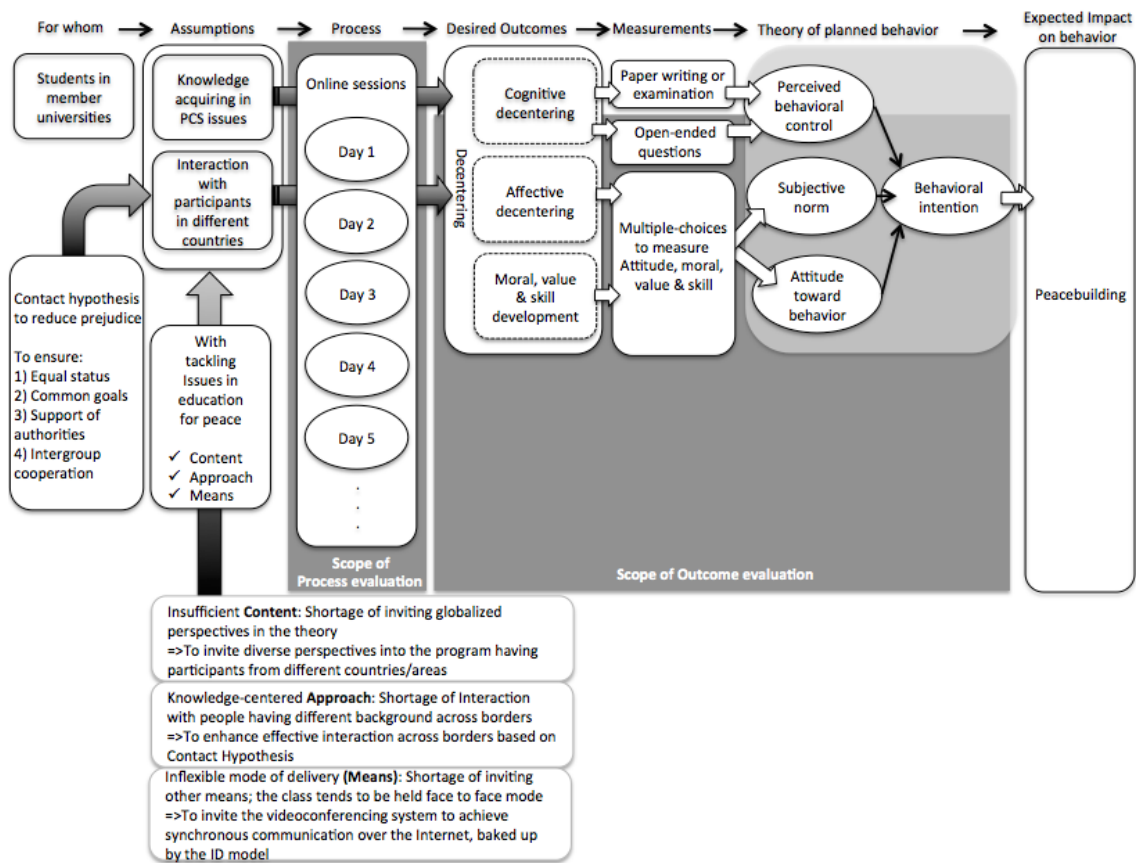 For whom
Assumptions
Process
Desired Outcomes
Measurements
Theory of planned behavior
Expected Impact
on behavior
Students in
member
universities
Knowledge
acquiring in
PCS issues
Interaction
with
participants
in different
countries
Contact hypothesis
to reduce prejudice
To ensure:
1) Equal status
2) Common goals
3) Support of
authorities
4) Intergroup
cooperation
With
tackling
Issues in
education
for peace
✓ Content
✓ Approach
✓ Means
Online sessions
Day 1
Day 2
Day 3
Day 4
Day 5
.
.
.
Scope of
Process evaluation
Decentering
Cognitive
decentering
Affective
decentering
Moral, value
& skill
development
Paper writing or
examination
Open-ended
questions
Multiple-choices
to measure
Attitude, moral,
value & skill
Perceived
behavioral
control
Subjective
norm
Attitude
toward
behavior
Behavioral
intention
Peacebuilding
Scope of Outcome evaluation
Insufficient Content: Shortage of inviting globalized
perspectives in the theory
=>To invite diverse perspectives into the program having
participants from different countries/areas
Knowledge-centered Approach: Shortage of Interaction
with people having different background across borders
=>To enhance effective interaction across borders based on
Contact Hypothesis
Inflexible mode of delivery (Means): Shortage of inviting
other means; the class tends to be held face to face mode
=>To invite the videoconferencing system to achieve
synchronous communication over the Internet, baked up
by the ID model